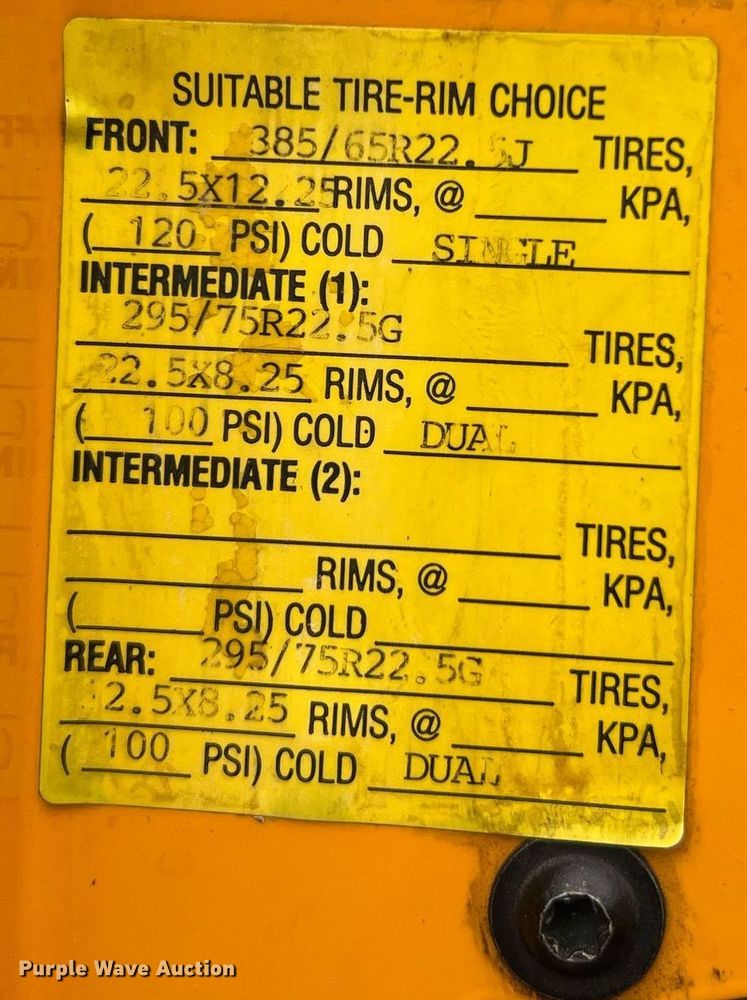 SUITABLE TIRE-RIM CHOICE
FRONT: 385/65R22.5J TIRES,
22.5X12.25 RIMS, @ KPA,
( 120 PSI) COLD SINGLE
INTERMEDIATE (1):
295/75R22.5G TIRES,
22.5X8.25 RIMS, @ KPA,
( 100 PSI) COLD DUAL
INTERMEDIATE (2):
TIRES,
RIMS, @ KPA,
( PSI) COLD
REAR: 295/75R22.5G TIRES,
22.5X8.25 RIMS, @ KPA,
( 100 PSI) COLD DUAL
Purple Wave Auction